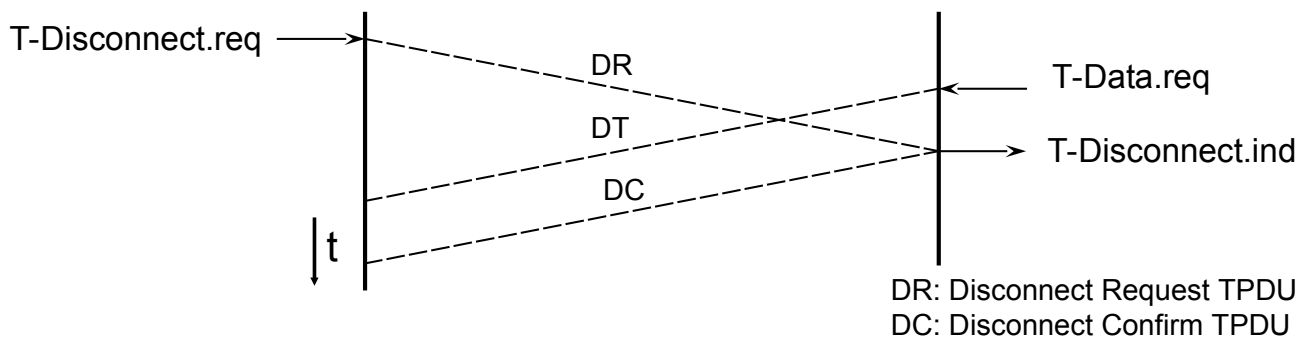 T-Disconnect.req
DR
T-Data.req
DT
T-Disconnect.ind
DC
t
DR: Disconnect Request TPDU
DC: Disconnect Confirm TPDU